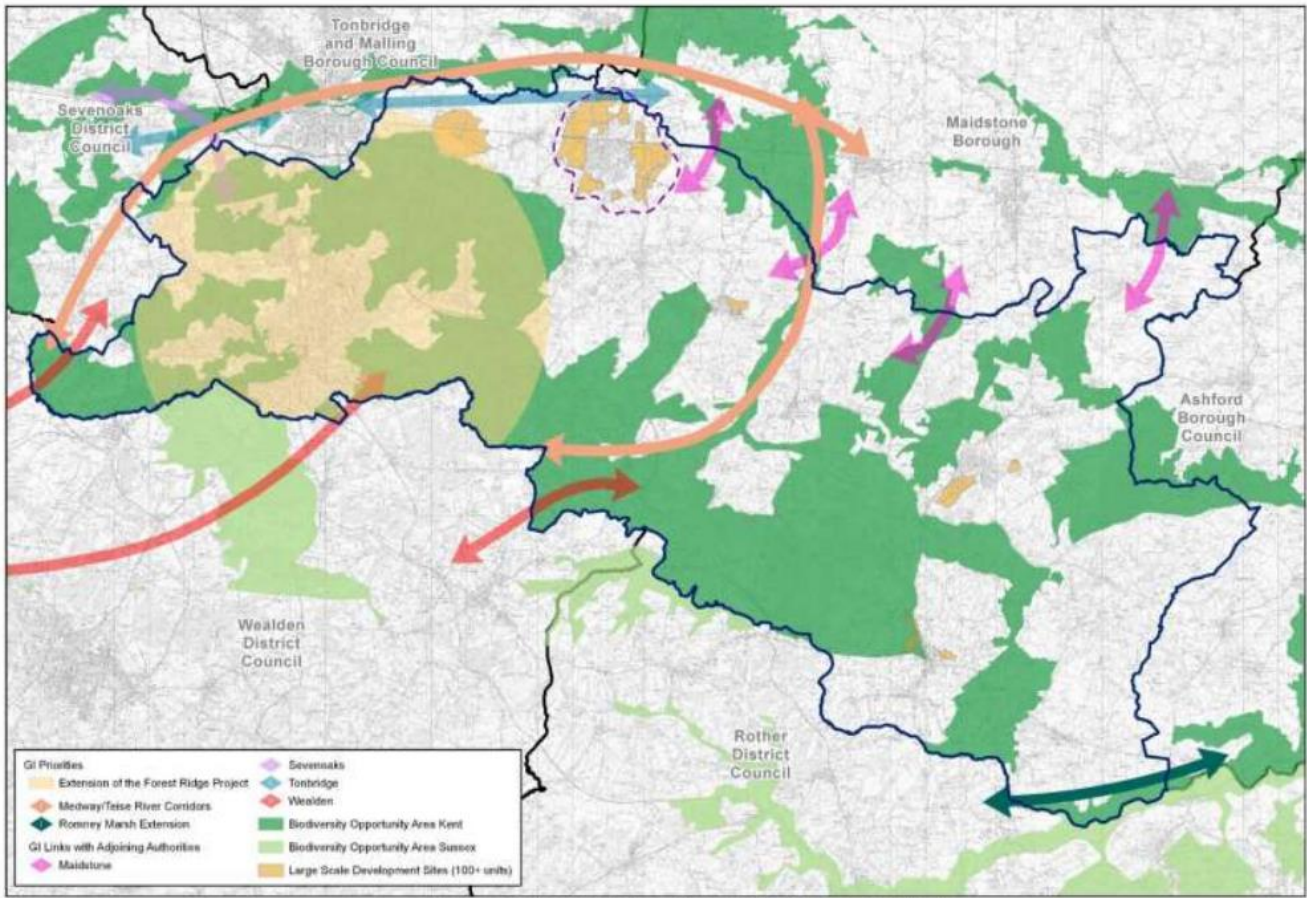 Tonbridge
and Malling
Borough Council
Sevenoaks
District
Council
Maidstone
Borough
Ashford
Borough
Council
Wealden
District
Council
Rother
District
Council
GI Priorities
Extension of the Forest Ridge Project
Medway/Teise River Corridors
Romney Marsh Extension
GI Links with Adjoining Authorities
Maidstone
Sevenoaks
Tonbridge
Wealden
Biodiversity Opportunity Area Kent
Biodiversity Opportunity Area Sussex
Large Scale Development Sites (100+ units)